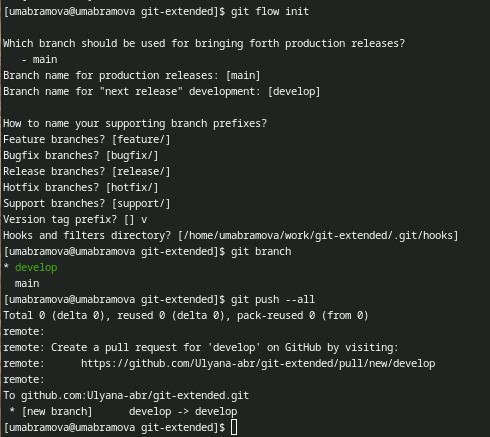 [umabramova@umabramova git-extended]$ git flow init

Which branch should be used for bringing forth production releases?
   - main
Branch name for production releases: [main]
Branch name for "next release" development: [develop]

How to name your supporting branch prefixes?
Feature branches? [feature/]
Bugfix branches? [bugfix/]
Release branches? [release/]
Hotfix branches? [hotfix/]
Support branches? [support/]
Version tag prefix? [] v
Hooks and filters directory? [/home/umabramova/work/git-extended/.git/hooks]
[umabramova@umabramova git-extended]$ git branch
* develop
  main
[umabramova@umabramova git-extended]$ git push --all
Total 0 (delta 0), reused 0 (delta 0), pack-reused 0 (from 0)
remote:
remote: Create a pull request for 'develop' on GitHub by visiting:
remote:      https://github.com/Ulyana-abr/git-extended/pull/new/develop
remote:
To github.com:Ulyana-abr/git-extended.git
 * [new branch]      develop -> develop
[umabramova@umabramova git-extended]$